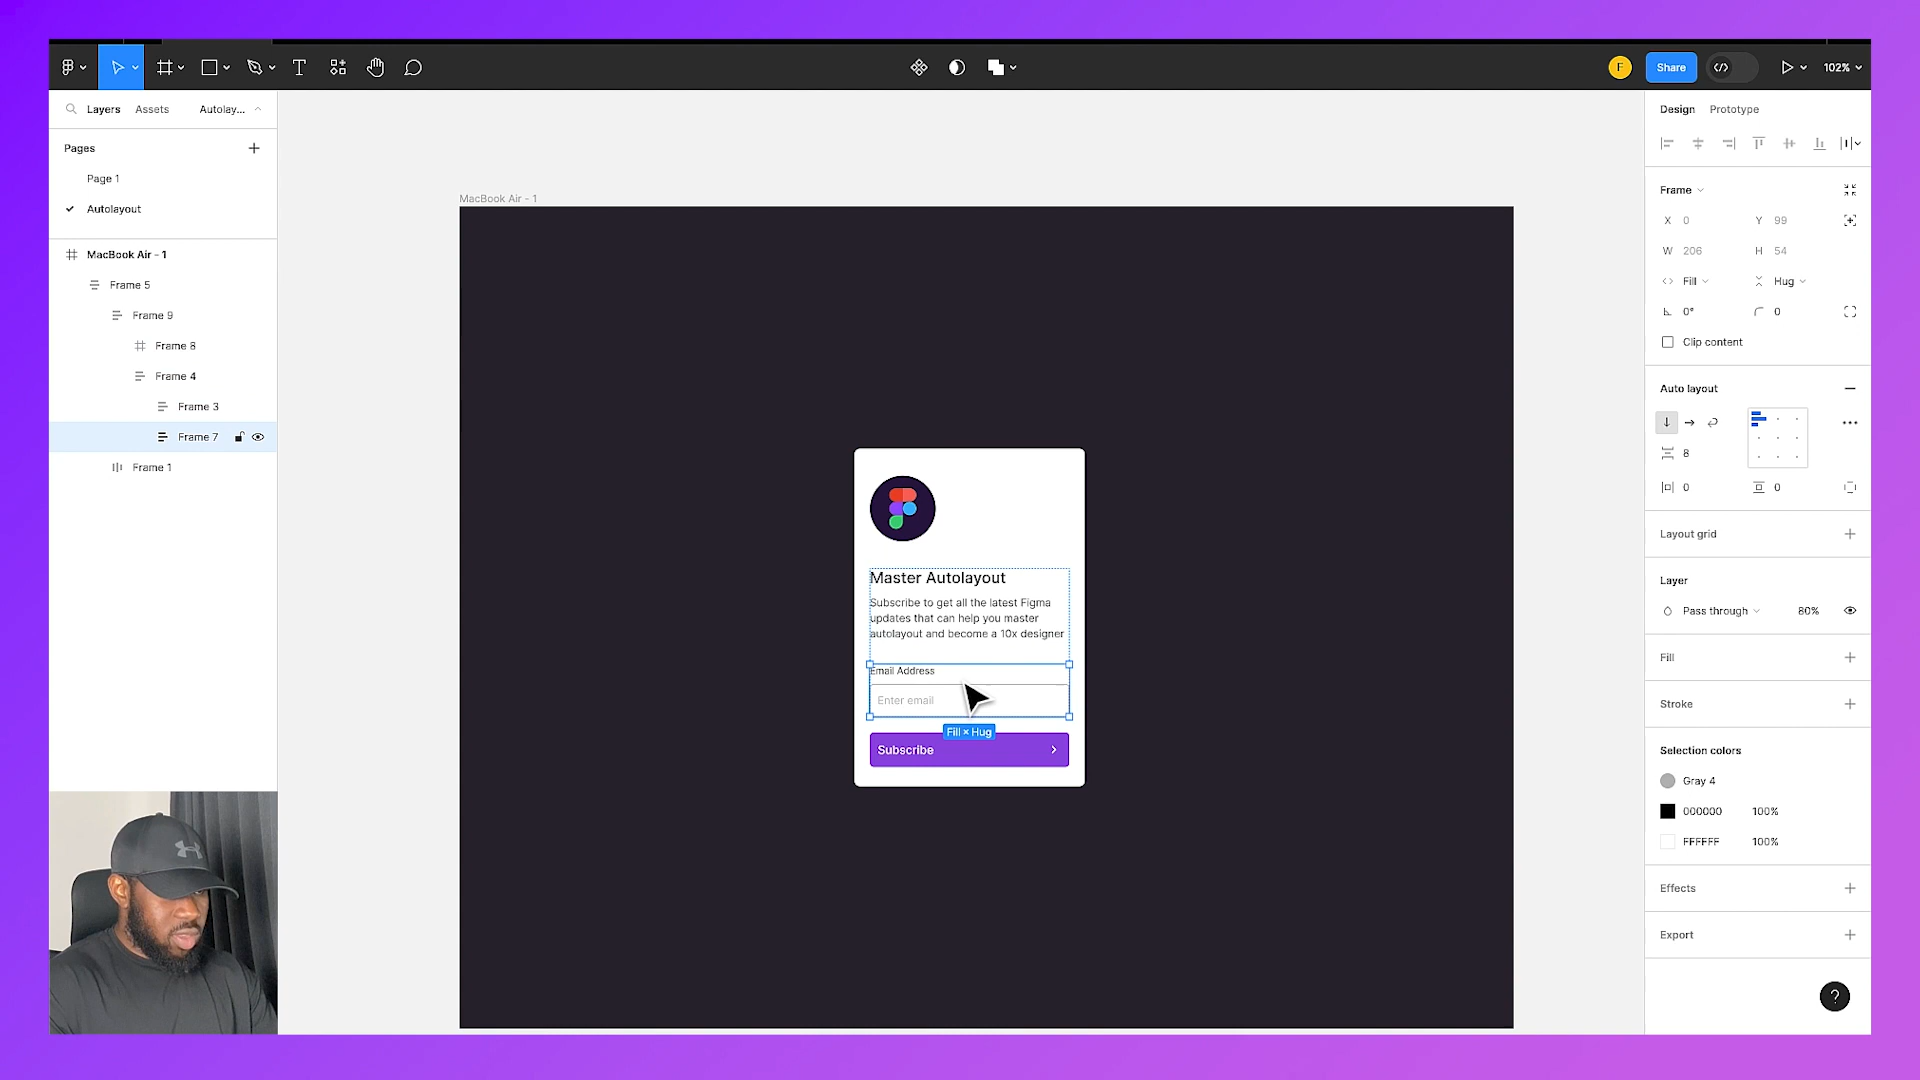 F
Share
102%
Layers
Assets
Autolay...
Pages
Page 1
Autolayout
MacBook Air - 1
Frame 5
Frame 9
Frame 8
Frame 4
Frame 3
Frame 7
Frame 1
MacBook Air - 1
Master Autolayout
Subscribe to get all the latest Figma
updates that can help you master
autolayout and become a 10x designer
Email Address
Enter email
Fill × Hug
Subscribe
Design
Prototype
Frame
X 0
Y 99
W 206
H 54
Fill
Hug
0°
0
Clip content
Auto layout
8
0
0
Layout grid
Layer
Pass through
80%
Fill
Stroke
Selection colors
Gray 4
000000 100%
FFFFFF 100%
Effects
Export
?